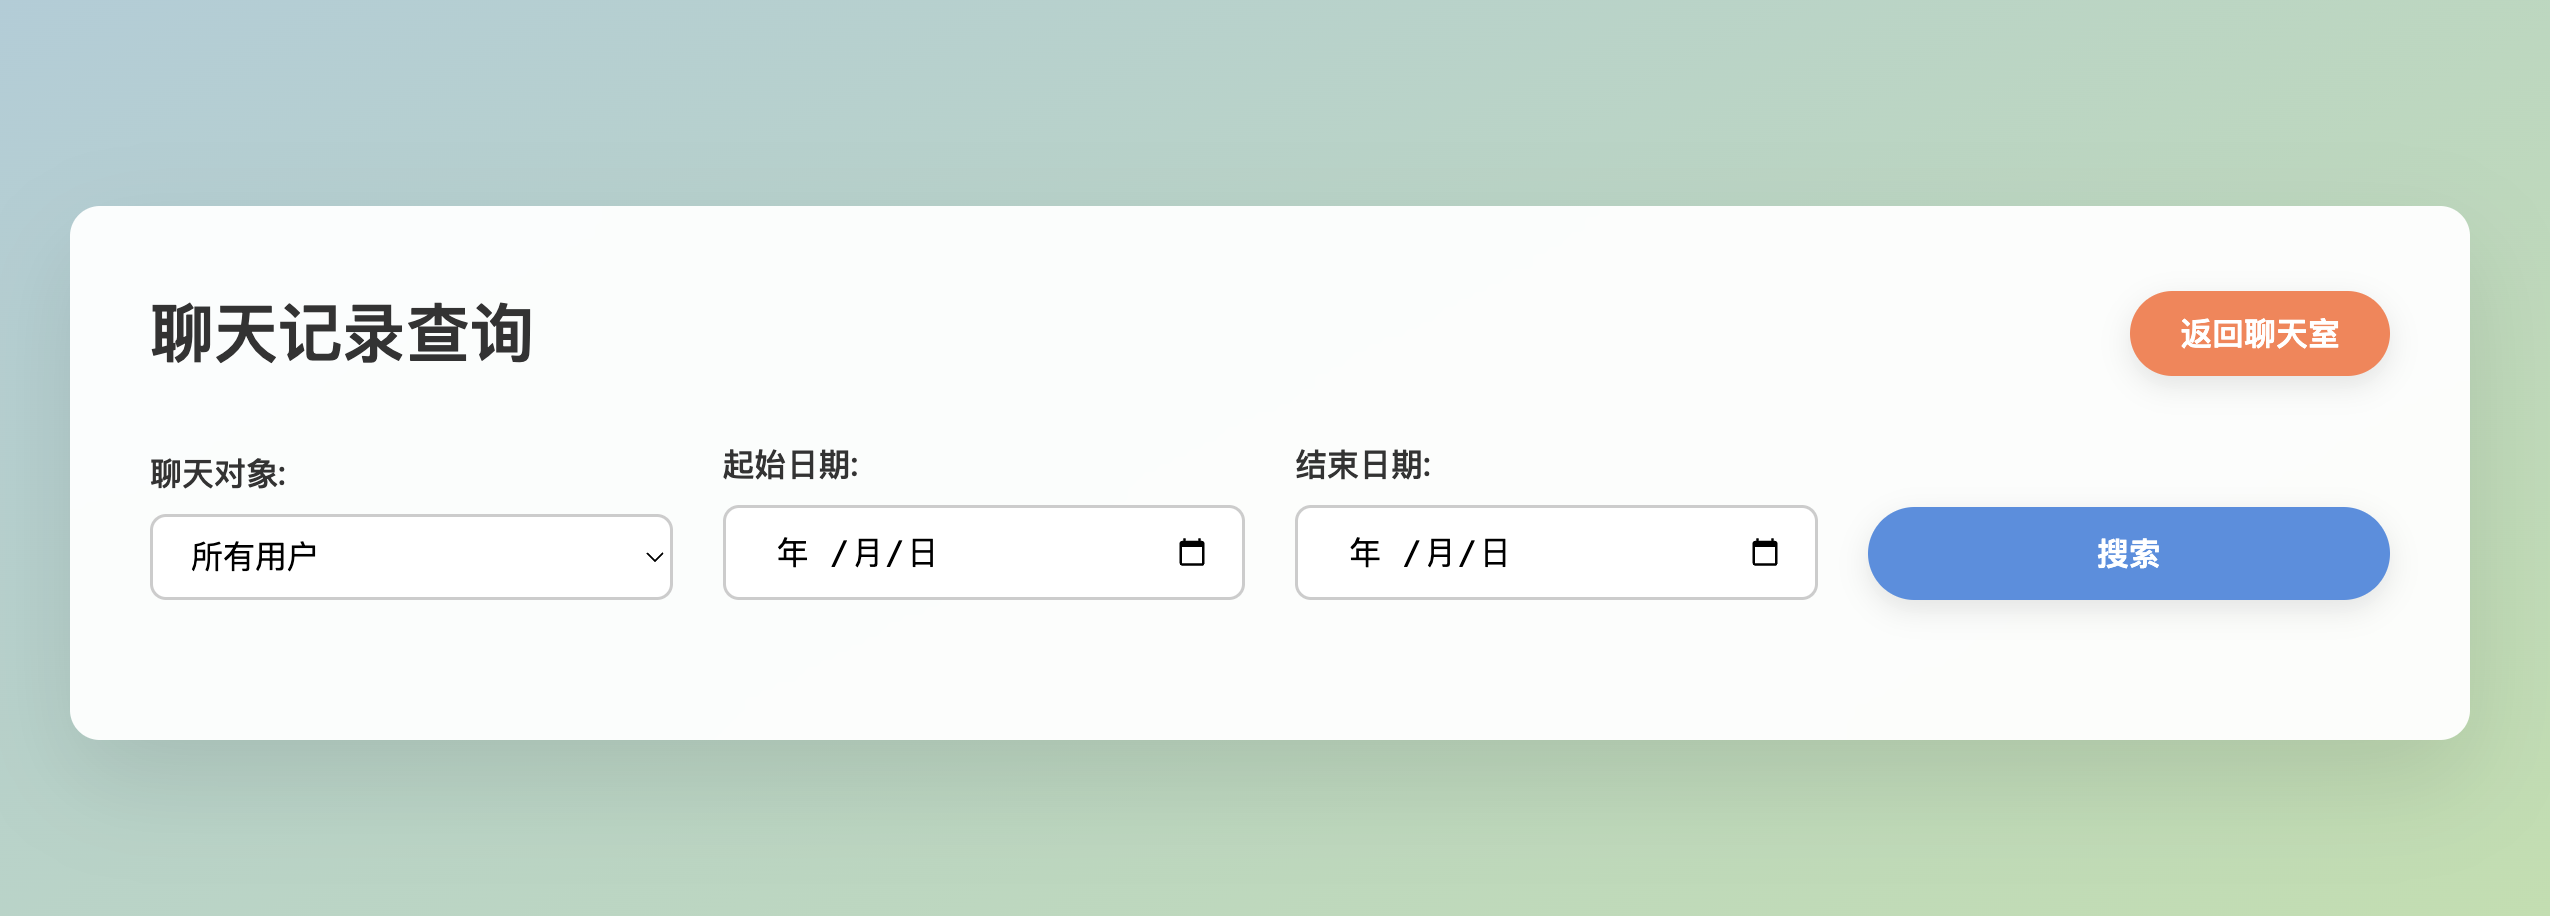 聊天记录查询
返回聊天室
聊天对象:
起始日期:
结束日期:
所有用户
年 /月/日
年 /月/日
搜索